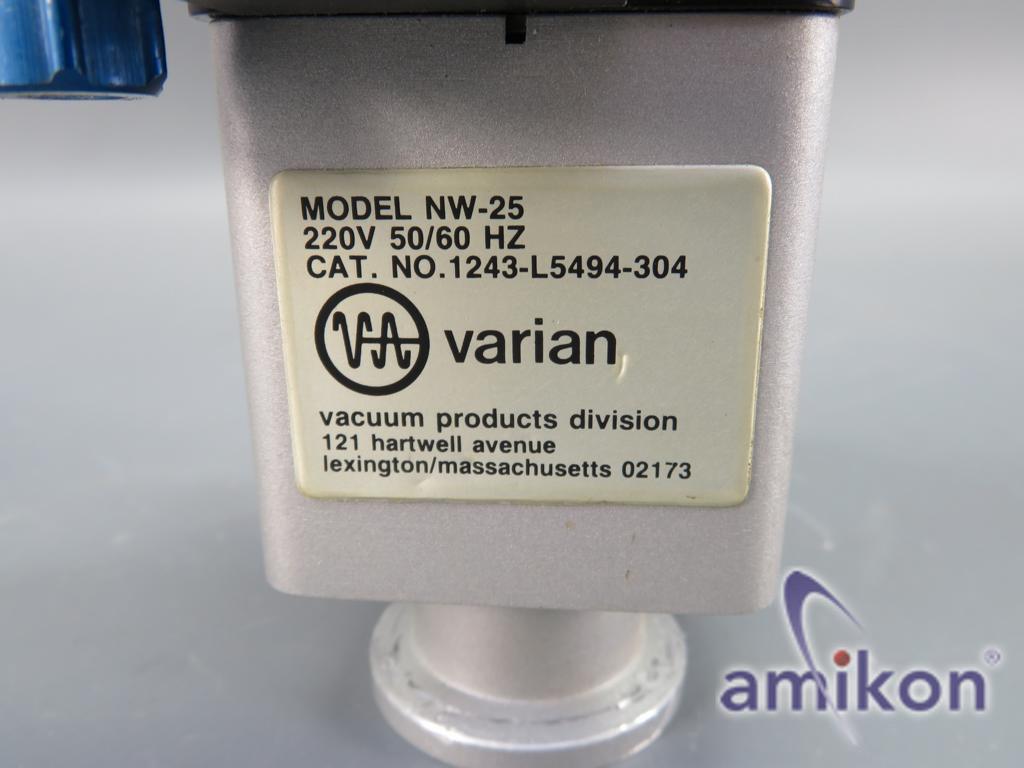 MODEL NW-25
220V 50/60 HZ
CAT. NO.1243-L5494-304
VA varian
vacuum products division
121 hartwell avenue
lexington/massachusetts 02173
amikon®